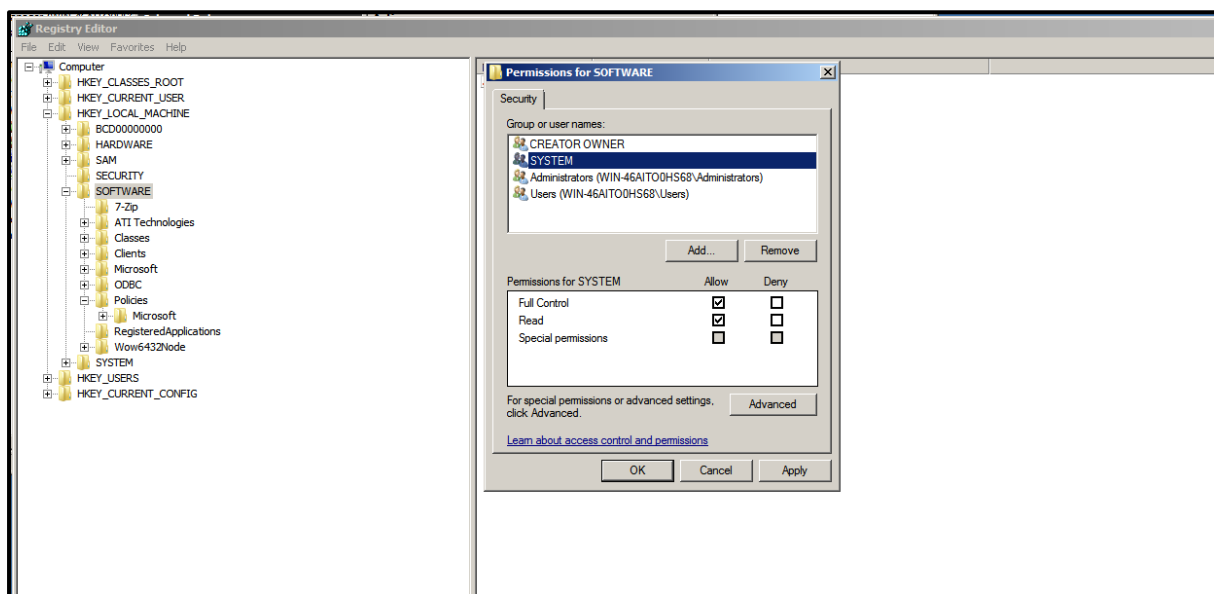 Registry Editor
File Edit View Favorites Help
Computer
HKEY_CLASSES_ROOT
HKEY_CURRENT_USER
HKEY_LOCAL_MACHINE
BCD00000000
HARDWARE
SAM
SECURITY
SOFTWARE
7-Zip
ATI Technologies
Classes
Clients
Microsoft
ODBC
Policies
Microsoft
RegisteredApplications
Wow6432Node
SYSTEM
HKEY_USERS
HKEY_CURRENT_CONFIG
Permissions for SOFTWARE
Security
Group or user names:
CREATOR OWNER
SYSTEM
Administrators (WIN-46AITO0HS68\Administrators)
Users (WIN-46AITO0HS68\Users)
Add... Remove
Permissions for SYSTEM Allow Deny
Full Control
Read
Special permissions
For special permissions or advanced settings,
click Advanced.
Advanced
Learn about access control and permissions
OK Cancel Apply